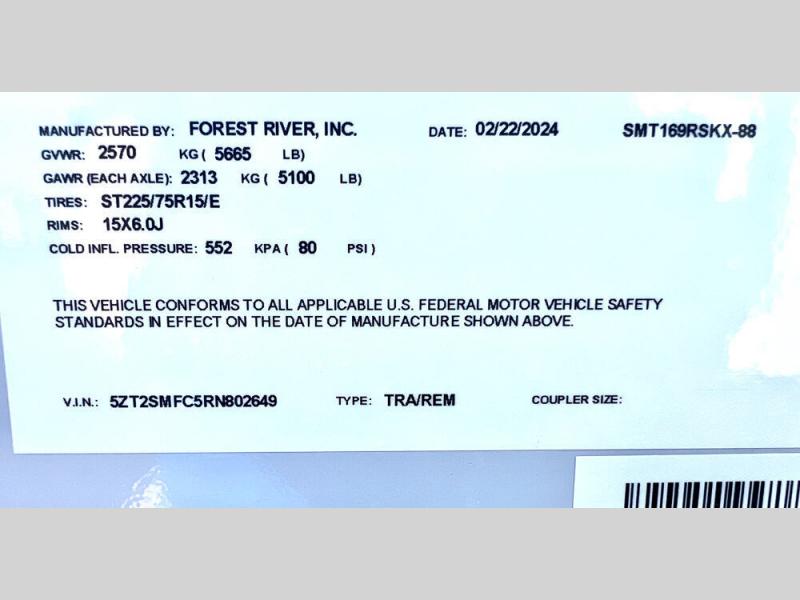 MANUFACTURED BY: FOREST RIVER, INC. DATE: 02/22/2024 SMT169RSKX-88
GVWR: 2570 KG ( 5665 LB)
GAWR (EACH AXLE): 2313 KG ( 5100 LB)
TIRES: ST225/75R15/E
RIMS: 15X6.0J
COLD INFL. PRESSURE: 552 KPA ( 80 PSI )
THIS VEHICLE CONFORMS TO ALL APPLICABLE U.S. FEDERAL MOTOR VEHICLE SAFETY
STANDARDS IN EFFECT ON THE DATE OF MANUFACTURE SHOWN ABOVE.
V.I.N.: 5ZT2SMFC5RN802649 TYPE: TRA/REM COUPLER SIZE: